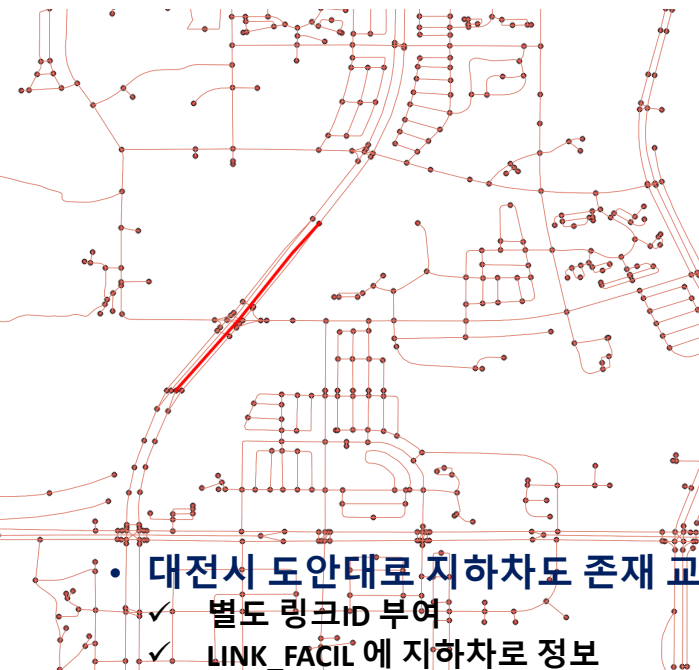 • 대전시 도안대로 지하차도 존재 교
✓ 별도 링크ID 부여
✓ LINK_FACIL 에 지하차로 정보